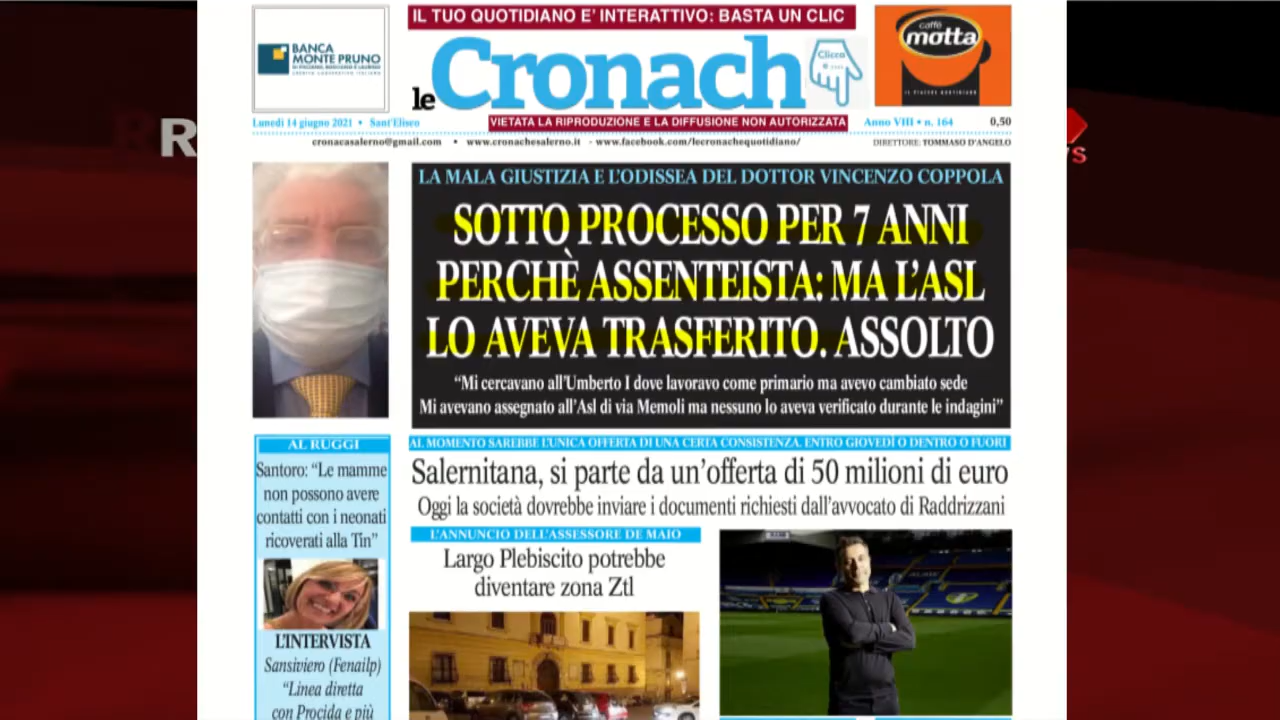 IL TUO QUOTIDIANO E' INTERATTIVO: BASTA UN CLIC
BANCA
MONTE PRUNO
le Cronach
Clicca
caffè
motta
Lunedì 14 giugno 2021 • Sant'Eliseo
VIETATA LA RIPRODUZIONE E LA DIFFUSIONE NON AUTORIZZATA
Anno VIII • n. 164
0,50
cronacasalerno@gmail.com • www.cronachesalerno.it - www.facebook.com/lecronachequotidiano/
DIRETTORE: TOMMASO D'ANGELO
R
LA MALA GIUSTIZIA E L'ODISSEA DEL DOTTOR VINCENZO COPPOLA
SOTTO PROCESSO PER 7 ANNI
PERCHÈ ASSENTEISTA: MA L'ASL
LO AVEVA TRASFERITO. ASSOLTO
“Mi cercavano all'Umberto I dove lavoravo come primario ma avevo cambiato sede
Mi avevano assegnato all'Asl di via Memoli ma nessuno lo aveva verificato durante le indagini”
AL RUGGI
Santoro: “Le mamme
non possono avere
contatti con i neonati
ricoverati alla Tin”
L'INTERVISTA
Sansiviero (Fenailp)
“Linea diretta
con Procida e più
AL MOMENTO SAREBBE L'UNICA OFFERTA DI UNA CERTA CONSISTENZA. ENTRO GIOVEDÌ O DENTRO O FUORI
Salernitana, si parte da un'offerta di 50 milioni di euro
Oggi la società dovrebbe inviare i documenti richiesti dall'avvocato di Raddrizzani
L'ANNUNCIO DELL'ASSESSORE DE MAIO
Largo Plebiscito potrebbe
diventare zona Ztl